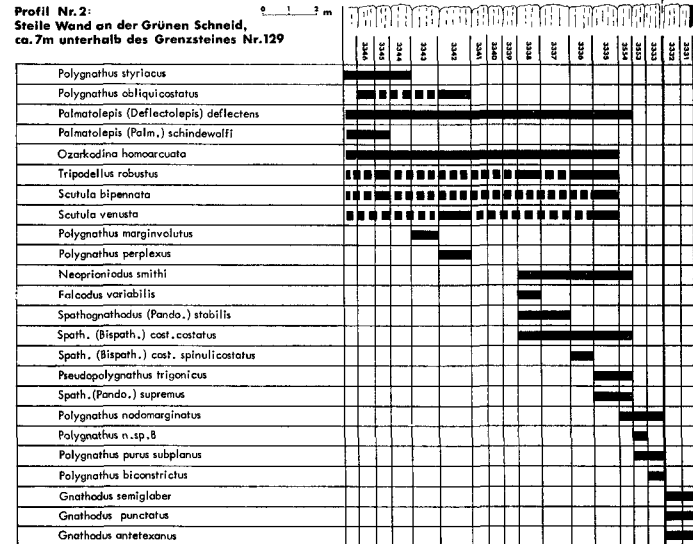 Profil Nr.2:
Steile Wand an der Grünen Schneid,
ca.7m unterhalb des Grenzsteines Nr.129
0 1 2 m
3346 3345 3344 3343 3342 3341 3340 3339 3338 3337 3336 3335 3554 3553 3333 3332 3331
Polygnathus styriacus
Polygnathus obliquicostatus
Palmatolepis (Deflectolepis) deflectens
Palmatolepis (Palm.) schindewolfi
Ozarkodina homoarcuata
Tripodellus robustus
Scutula bipennata
Scutula venusta
Polygnathus marginvolutus
Polygnathus perplexus
Neoprioniodus smithi
Falcodus variabilis
Spathognathodus (Pando.) stabilis
Spath. (Bispath.) cost.costatus
Spath. (Bispath.) cost. spinulicostatus
Pseudopolygnathus trigonicus
Spath.(Pando.) supremus
Polygnathus nodomarginatus
Polygnathus n.sp.B
Polygnathus purus subplanus
Polygnathus biconstrictus
Gnathodus semiglaber
Gnathodus punctatus
Gnathodus antetexanus